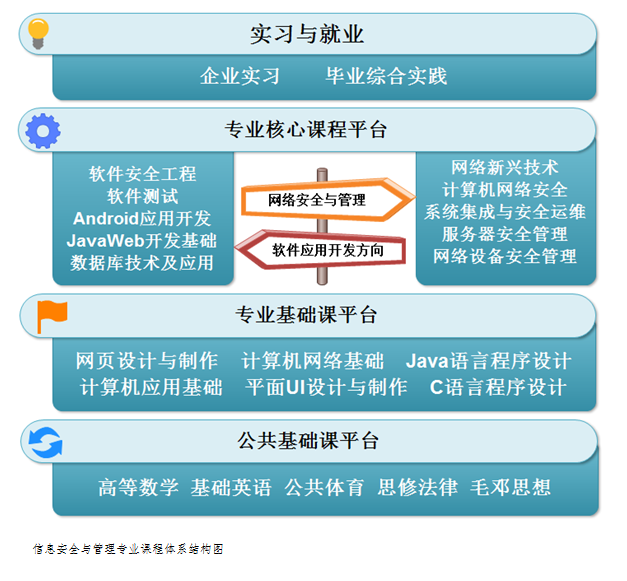 实习与就业
企业实习 毕业综合实践
专业核心课程平台
软件安全工程
软件测试
Android应用开发
JavaWeb开发基础
数据库技术及应用
网络安全与管理
软件应用开发方向
网络新兴技术
计算机网络安全
系统集成与安全运维
服务器安全管理
网络设备安全管理
专业基础课平台
网页设计与制作 计算机网络基础 Java语言程序设计
计算机应用基础 平面UI设计与制作 C语言程序设计
公共基础课平台
高等数学 基础英语 公共体育 思修法律 毛邓思想
信息安全与管理专业课程体系结构图